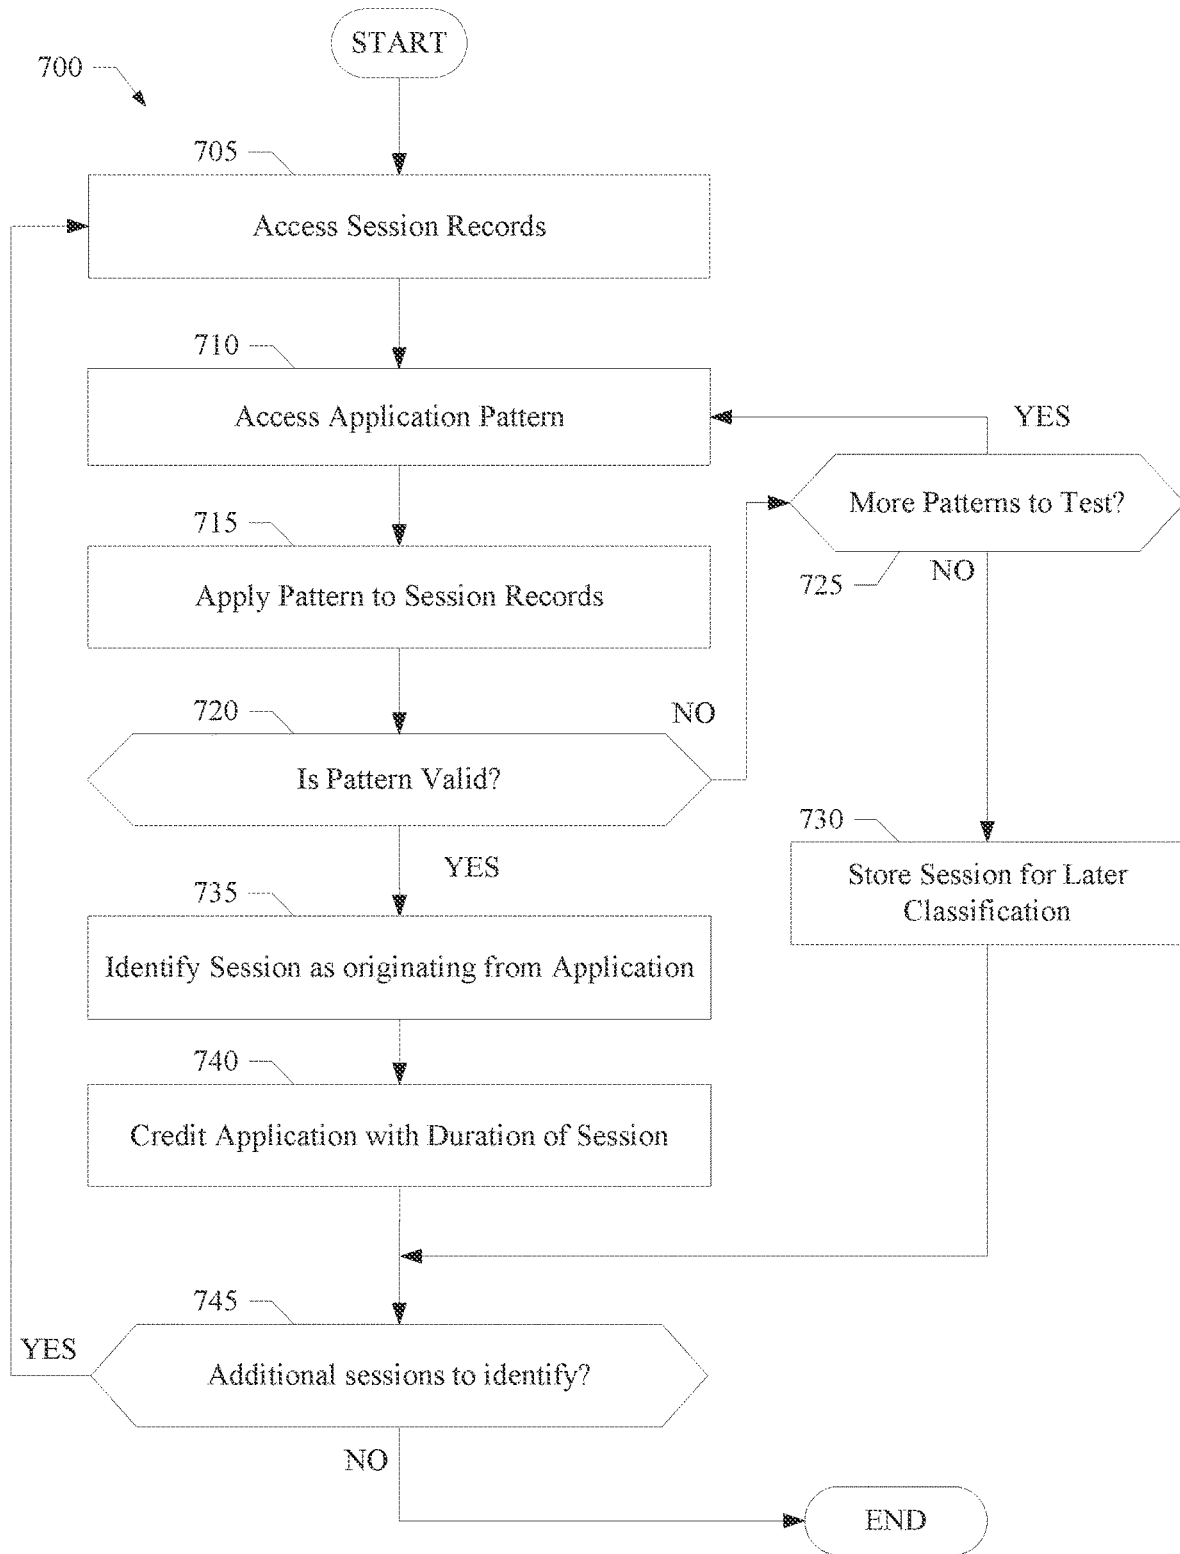 START
700
705
Access Session Records
710
Access Application Pattern
YES
More Patterns to Test?
715
725
NO
Apply Pattern to Session Records
720
NO
Is Pattern Valid?
730
YES
Store Session for Later
Classification
735
Identify Session as originating from Application
740
Credit Application with Duration of Session
745
YES
Additional sessions to identify?
NO
END